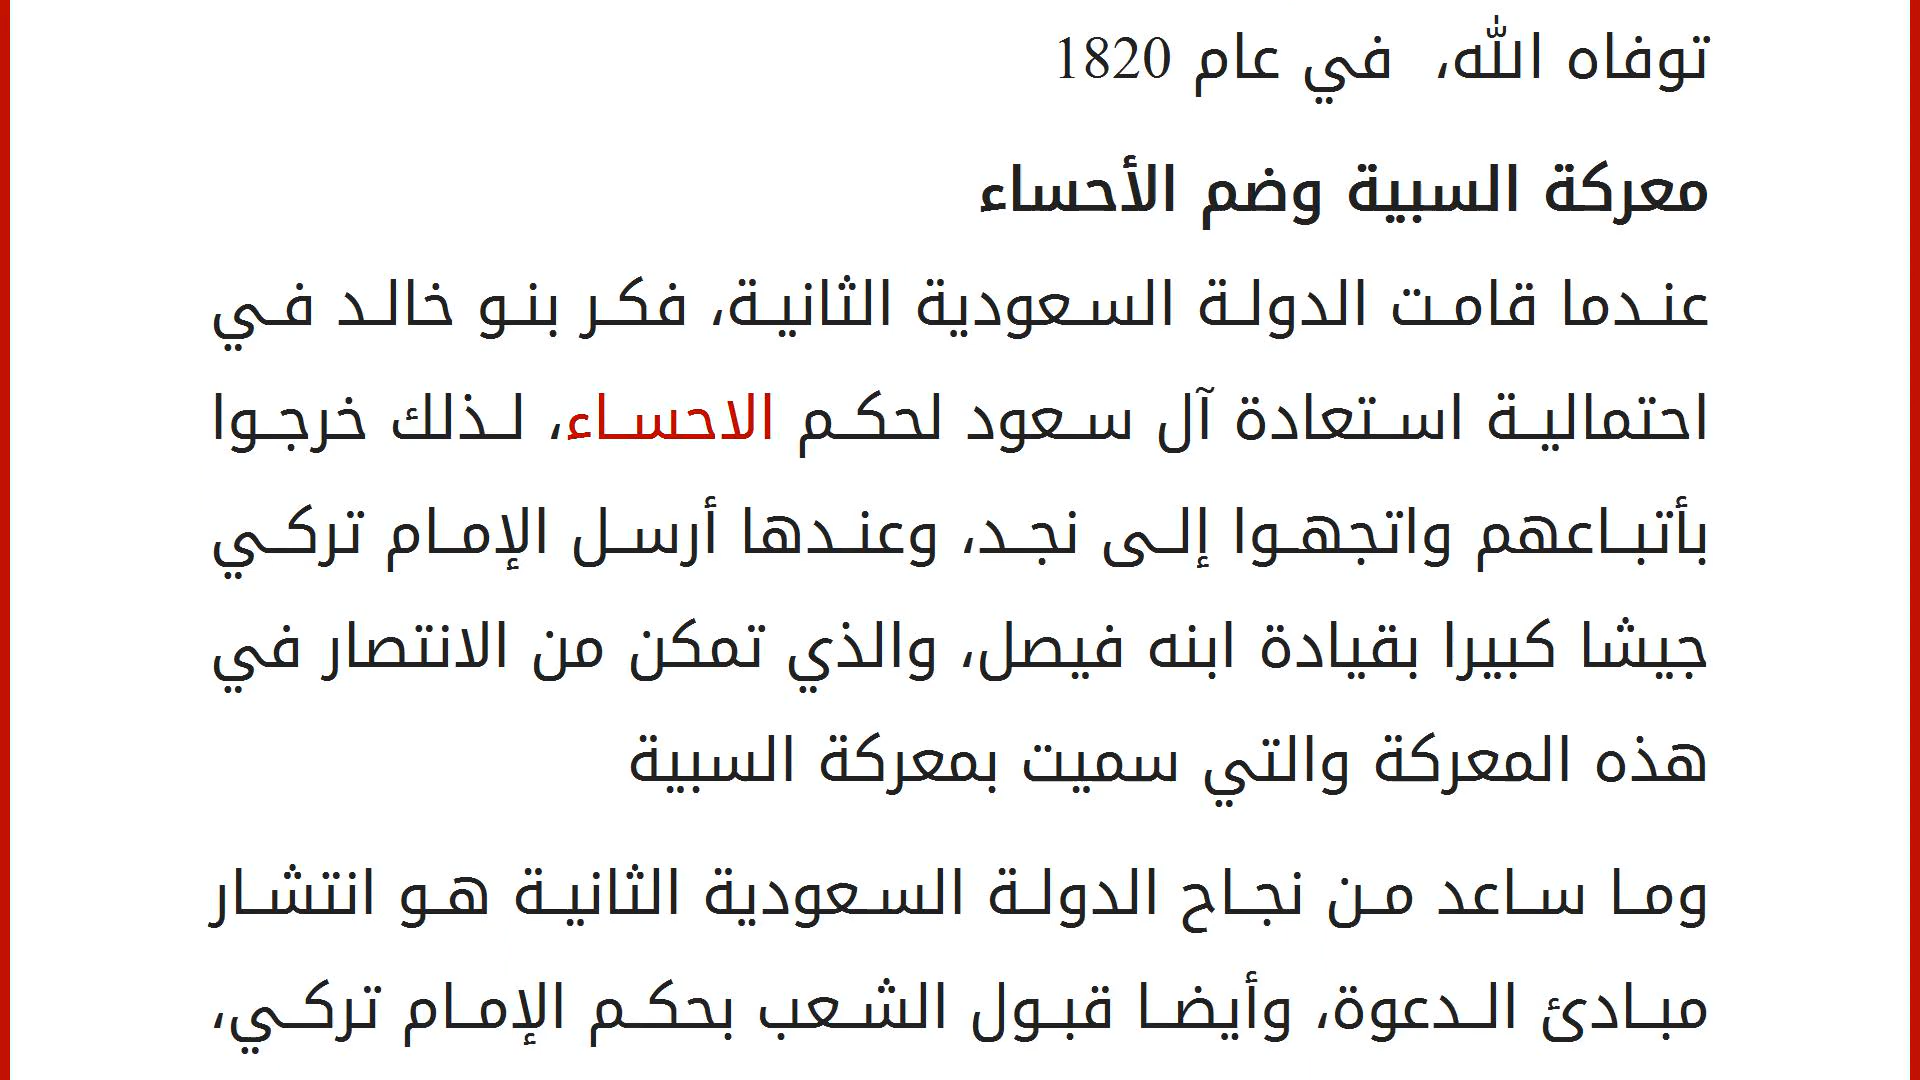 توفاه الله، في عام 1820
معركة السبية وضم الأحساء
عندما قامت الدولة السعودية الثانية، فكر بنو خالد في
احتمالية استعادة آل سعود لحكم الاحساء، لذلك خرجوا
بأتباعهم واتجهوا إلى نجد، وعندها أرسل الإمام تركي
جيشا كبيرا بقيادة ابنه فيصل، والذي تمكن من الانتصار في
هذه المعركة والتي سميت بمعركة السبية
وما ساعد من نجاح الدولة السعودية الثانية هو انتشار
مبادئ الدعوة، وأيضا قبول الشعب بحكم الإمام تركي،